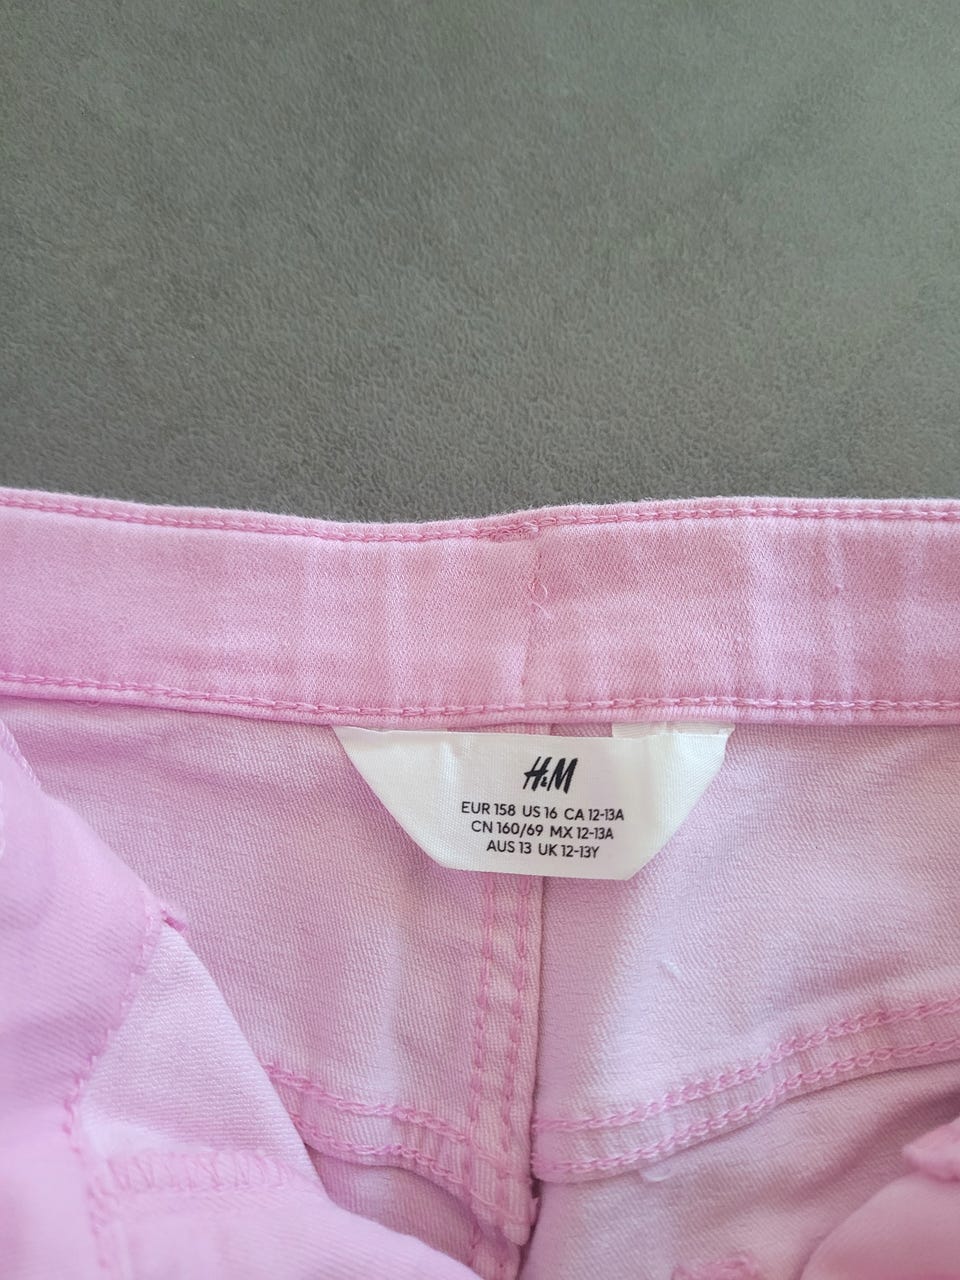 H&M
EUR 158 US 16 CA 12-13A
CN 160/69 MX 12-13A
AUS 13 UK 12-13Y